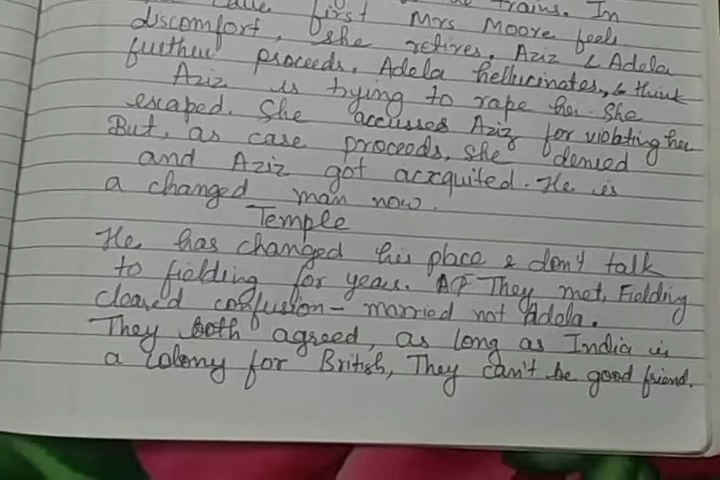 trains. In
Cave first Mrs Moore feels
discomfort, she retires. Aziz & Adela
further proceeds. Adela hellucinates, & think
Aziz is trying to rape her. She
escaped. She accusses Aziz for violating her
But, as case proceeds, she denied
and Aziz got acxquited. He is
a changed man now.
Temple
He has changed his place & don't talk
to fielding for years. They met, Fielding
cleared confusion - married not Adela.
They both agreed, as long as India is
a Colony for British, They can't be good friend.